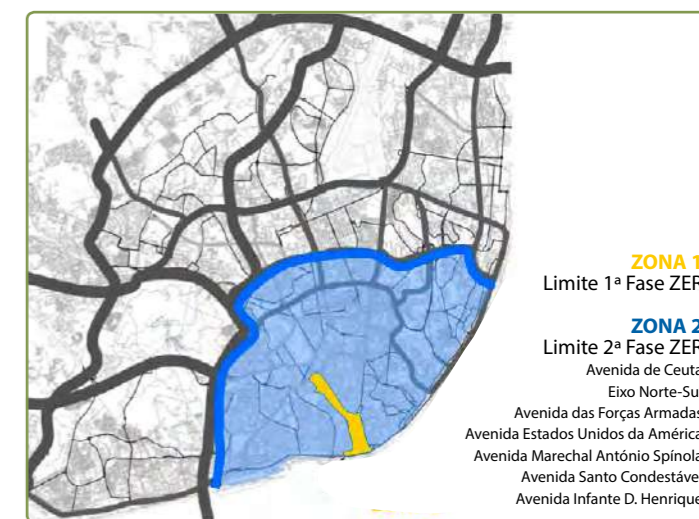 ZONA 1
Limite 1ª Fase ZER
ZONA 2
Limite 2ª Fase ZER
Avenida de Ceuta
Eixo Norte-Su
Avenida das Forças Armadas
Avenida Estados Unidos da América
Avenida Marechal António Spínola
Avenida Santo Condestáve
Avenida Infante D. Henrique